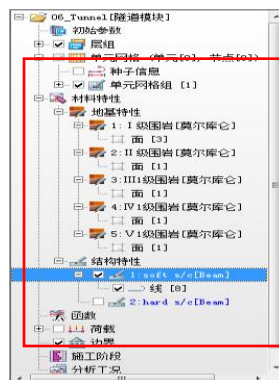 06_Tunnel[隧道模块]
初始参数
层组
单元网格 (单元[0], 节点[0])
种子信息
单元网格组 [1]
材料特性
地基特性
1: I 级围岩[莫尔库仑]
面 [3]
2:II级围岩[莫尔库仑]
面 [1]
3:III级围岩[莫尔库仑]
面 [1]
4:IV1级围岩[莫尔库仑]
面 [1]
5:V1级围岩[莫尔库仑]
面 [1]
结构特性
1:soft s/c[Beam]
线 [8]
2:hard s/c[Beam]
函数
荷载
边界
施工阶段
分析工况